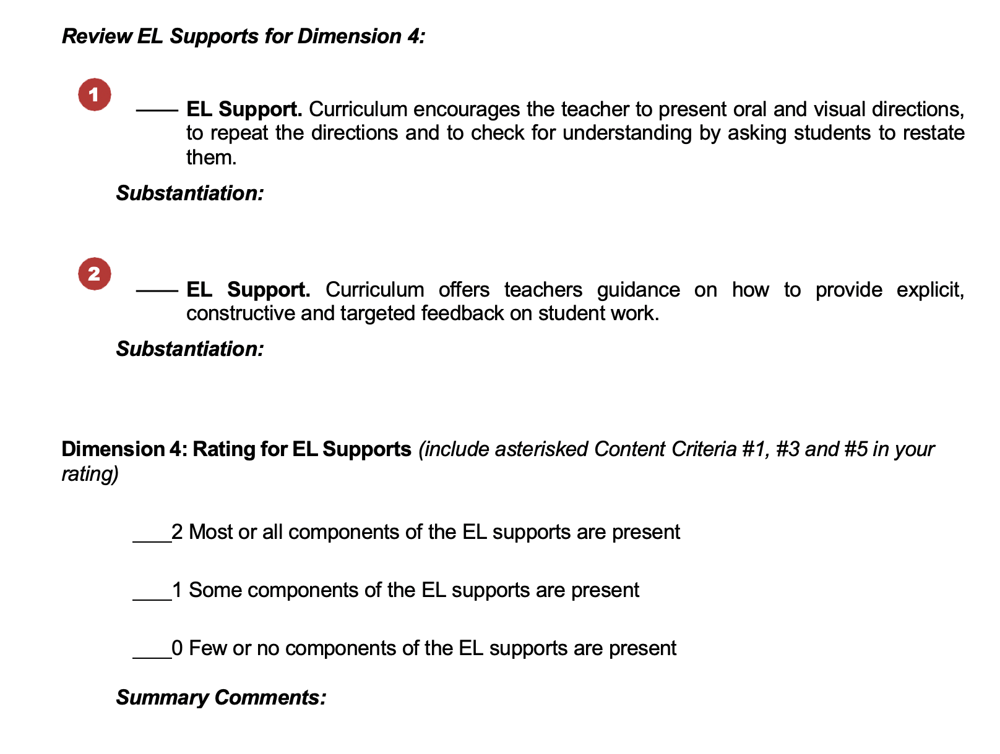 Review EL Supports for Dimension 4:
1
____ EL Support. Curriculum encourages the teacher to present oral and visual directions,
to repeat the directions and to check for understanding by asking students to restate
them.
Substantiation:
2
____ EL Support. Curriculum offers teachers guidance on how to provide explicit,
constructive and targeted feedback on student work.
Substantiation:
Dimension 4: Rating for EL Supports (include asterisked Content Criteria #1, #3 and #5 in your
rating)
____2 Most or all components of the EL supports are present
____1 Some components of the EL supports are present
____0 Few or no components of the EL supports are present
Summary Comments: